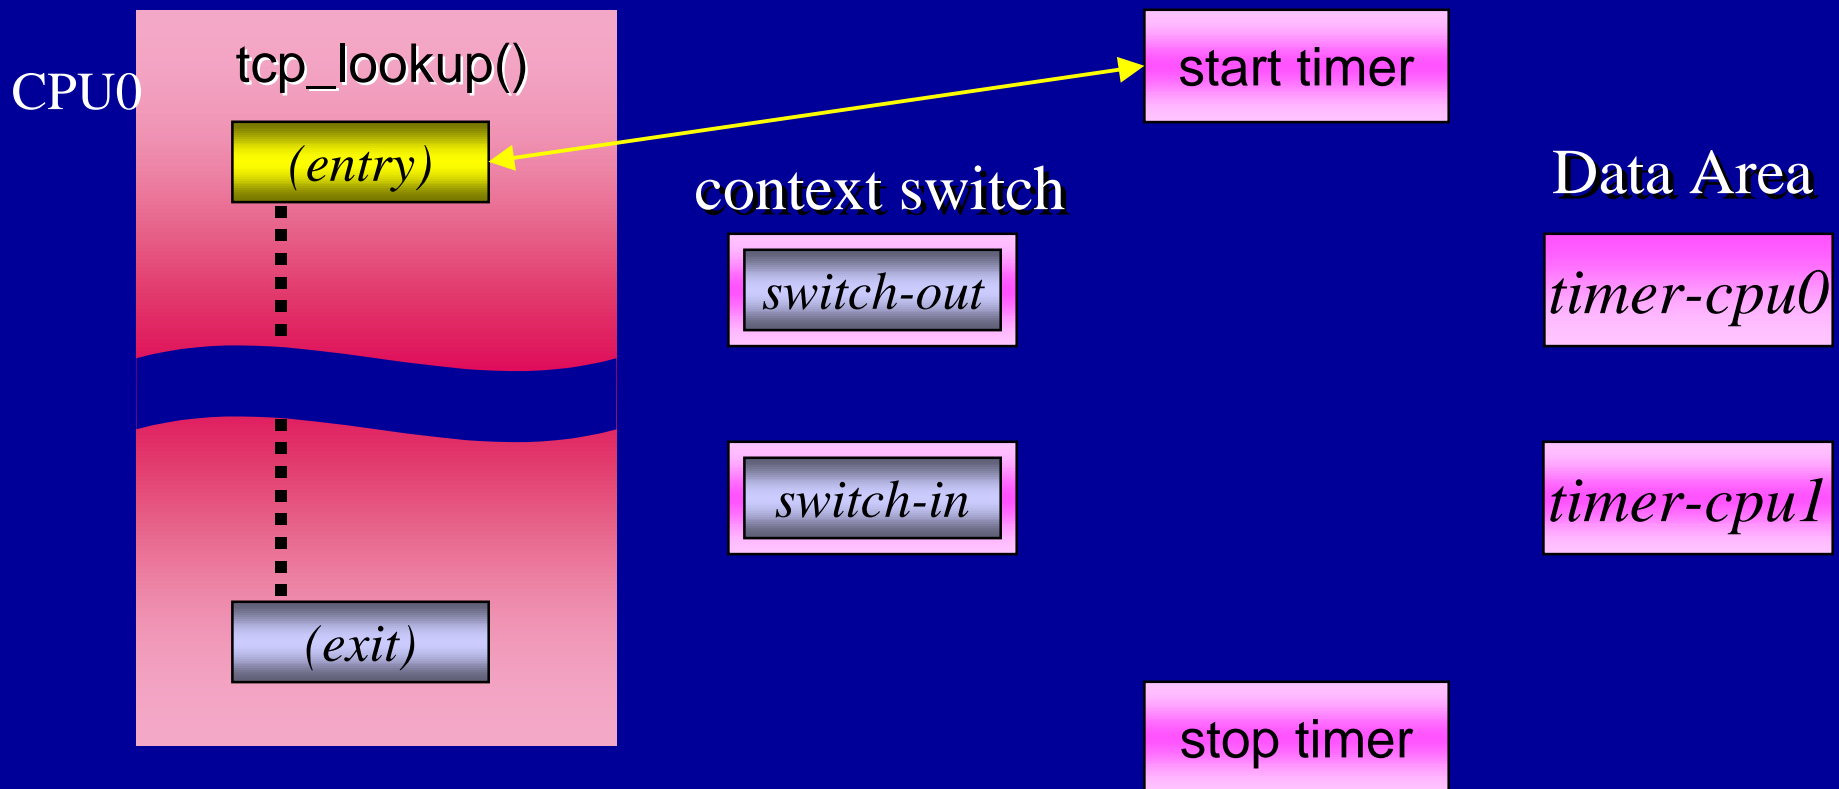 CPU0
tcp_lookup()
(entry)
(exit)
context switch
switch-out
switch-in
start timer
stop timer
Data Area
timer-cpu0
timer-cpu1